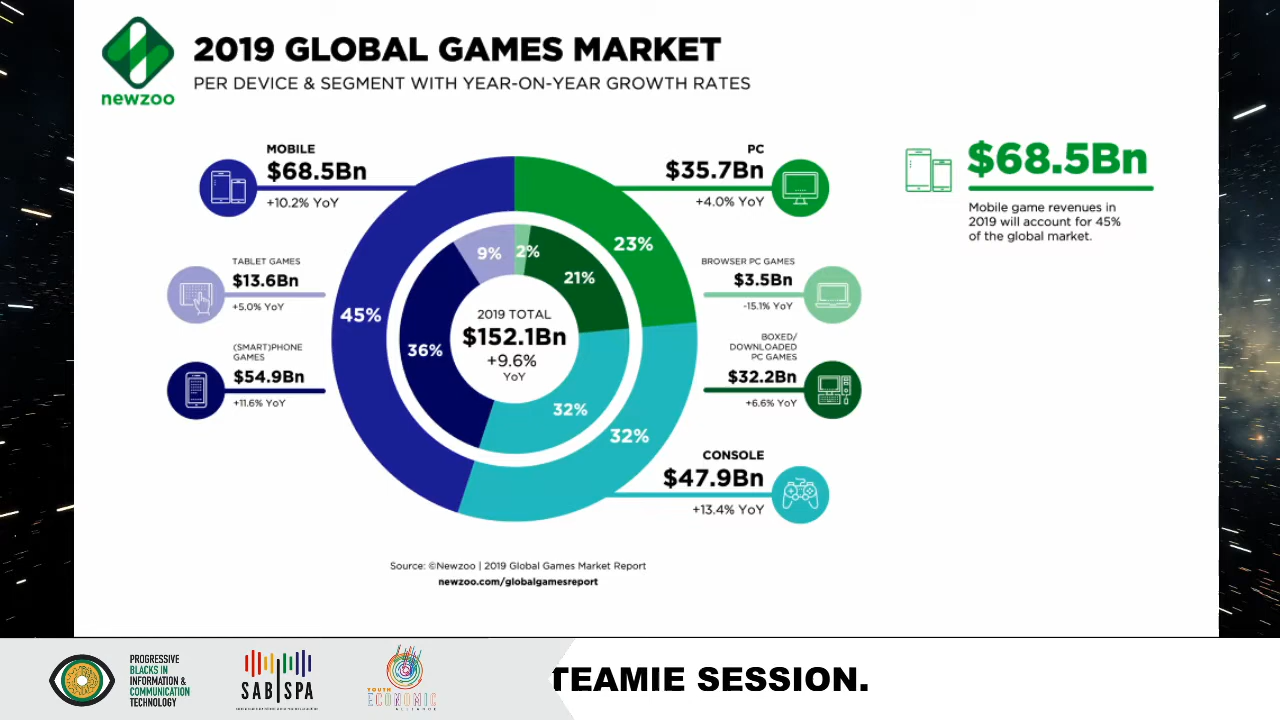 newzoo
2019 GLOBAL GAMES MARKET
PER DEVICE & SEGMENT WITH YEAR-ON-YEAR GROWTH RATES
MOBILE
$68.5Bn
+10.2% YoY
TABLET GAMES
$13.6Bn
+5.0% YoY
(SMART)PHONE
GAMES
$54.9Bn
+11.6% YoY
45%
36%
9%
2%
21%
23%
32%
32%
2019 TOTAL
$152.1Bn
+9.6%
YoY
PC
$35.7Bn
+4.0% YoY
BROWSER PC GAMES
$3.5Bn
-15.1% YoY
BOXED/
DOWNLOADED
PC GAMES
$32.2Bn
+6.6% YoY
CONSOLE
$47.9Bn
+13.4% YoY
$68.5Bn
Mobile game revenues in
2019 will account for 45%
of the global market.
Source: ©Newzoo | 2019 Global Games Market Report
newzoo.com/globalgamesreport
PROGRESSIVE
BLACKS IN
INFORMATION &
COMMUNICATION
TECHNOLOGY
SABSPA
YOUTH
ECONOMIC
TEAMIE SESSION.